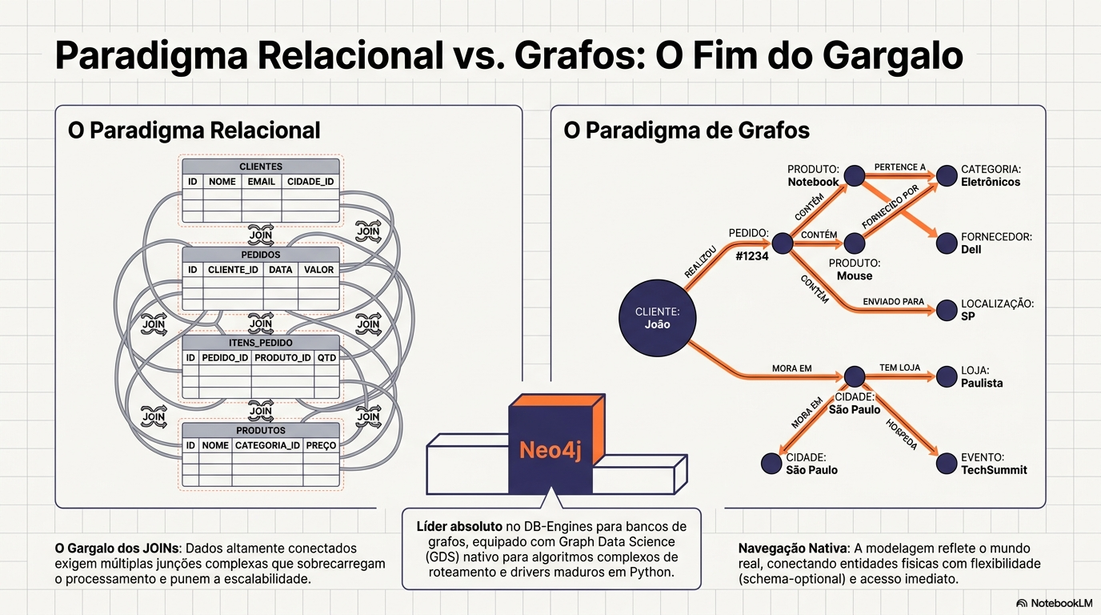 Paradigma Relacional vs. Grafos: O Fim do Gargalo
O Paradigma Relacional
CLIENTES
ID NOME EMAIL CIDADE_ID
JOIN
JOIN
PEDIDOS
ID CLIENTE_ID DATA VALOR
JOIN
JOIN
JOIN
ITENS_PEDIDO
ID PEDIDO_ID PRODUTO_ID QTD
JOIN
JOIN
JOIN
PRODUTOS
ID NOME CATEGORIA_ID PREÇO
O Gargalo dos JOINs: Dados altamente conectados
exigem múltiplas junções complexas que sobrecarregam
o processamento e punem a escalabilidade.
Neo4j
Líder absoluto no DB-Engines para bancos de
grafos, equipado com Graph Data Science
(GDS) nativo para algoritmos complexos de
roteamento e drivers maduros em Python.
O Paradigma de Grafos
CLIENTE:
João
REALIZOU
PEDIDO:
#1234
CONTÉM
PRODUTO:
Notebook
PERTENCE A
CATEGORIA:
Eletrônicos
CONTÉM
PRODUTO:
Mouse
FORNECIDO POR
FORNECEDOR:
Dell
CONTÉM
ENVIADO PARA
LOCALIZAÇÃO:
SP
MORA EM
CIDADE:
São Paulo
TEM LOJA
LOJA:
Paulista
MORA EM
CIDADE:
São Paulo
HOSPEDA
EVENTO:
TechSummit
Navegação Nativa: A modelagem reflete o mundo
real, conectando entidades físicas com flexibilidade
(schema-optional) e acesso imediato.
NotebookLM